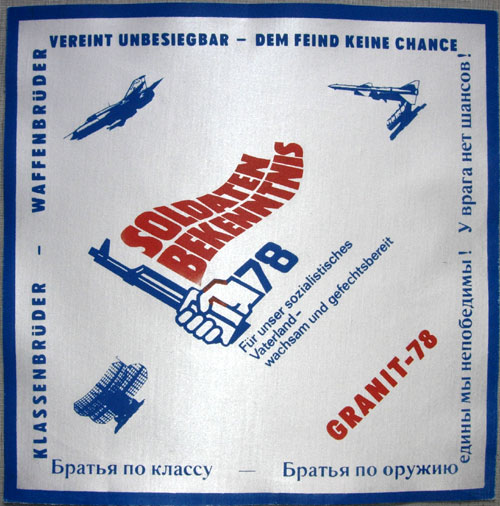 VEREINT UNBESIEGBAR – DEM FEIND KEINE CHANCE
KLASSENBRÜDER – WAFFENBRÜDER
SOLDATEN
BEKENNTNIS
78
Für unser sozialistisches
Vaterland –
wachsam und gefechtsbereit
GRANIT-78
Братья по классу — Братья по оружию
едины мы непобедимы! У врага нет шансов!